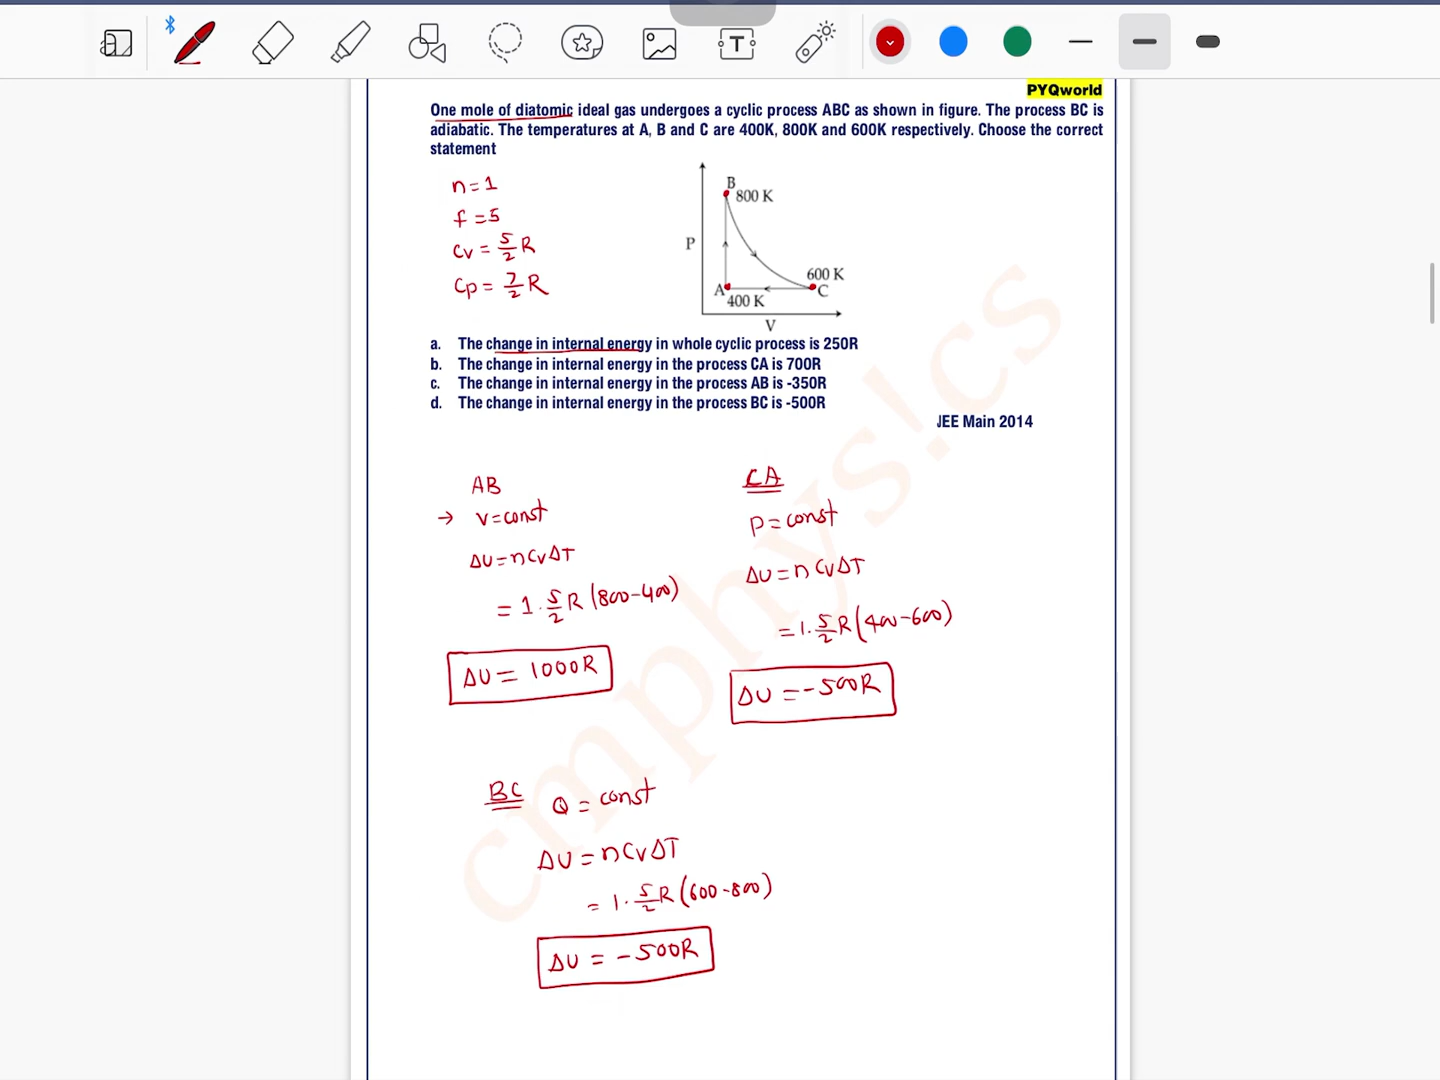 PYQworld
One mole of diatomic ideal gas undergoes a cyclic process ABC as shown in figure. The process BC is
adiabatic. The temperatures at A, B and C are 400K, 800K and 600K respectively. Choose the correct
statement
n=1
f=5
Cv = 5/2 R
Cp = 7/2 R
B
800 K
P
600 K
A
C
400 K
V
a. The change in internal energy in whole cyclic process is 250R
b. The change in internal energy in the process CA is 700R
c. The change in internal energy in the process AB is -350R
d. The change in internal energy in the process BC is -500R
JEE Main 2014
AB
→ V=const
ΔU=nCvΔT
= 1. 5/2 R (800-400)
ΔU = 1000R
CA
P=const
ΔU=nCvΔT
=1. 5/2 R(400-600)
ΔU =-500R
BC Q = const
ΔU =nCvΔT
= 1. 5/2 R(600-800)
ΔU = -500R
cmphys!cs
T